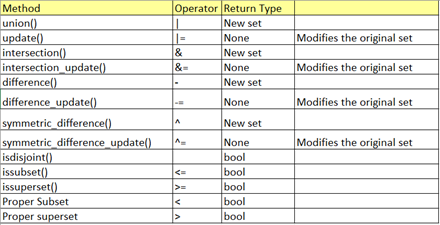 Method Operator Return Type
union() | New set
update() |= None Modifies the original set
intersection() & New set
intersection_update() &= None Modifies the original set
difference() - New set
difference_update() -= None Modifies the original set
symmetric_difference() ^ New set
symmetric_difference_update() ^= None Modifies the original set
isdisjoint() bool
issubset() <= bool
issuperset() >= bool
Proper Subset < bool
Proper superset > bool